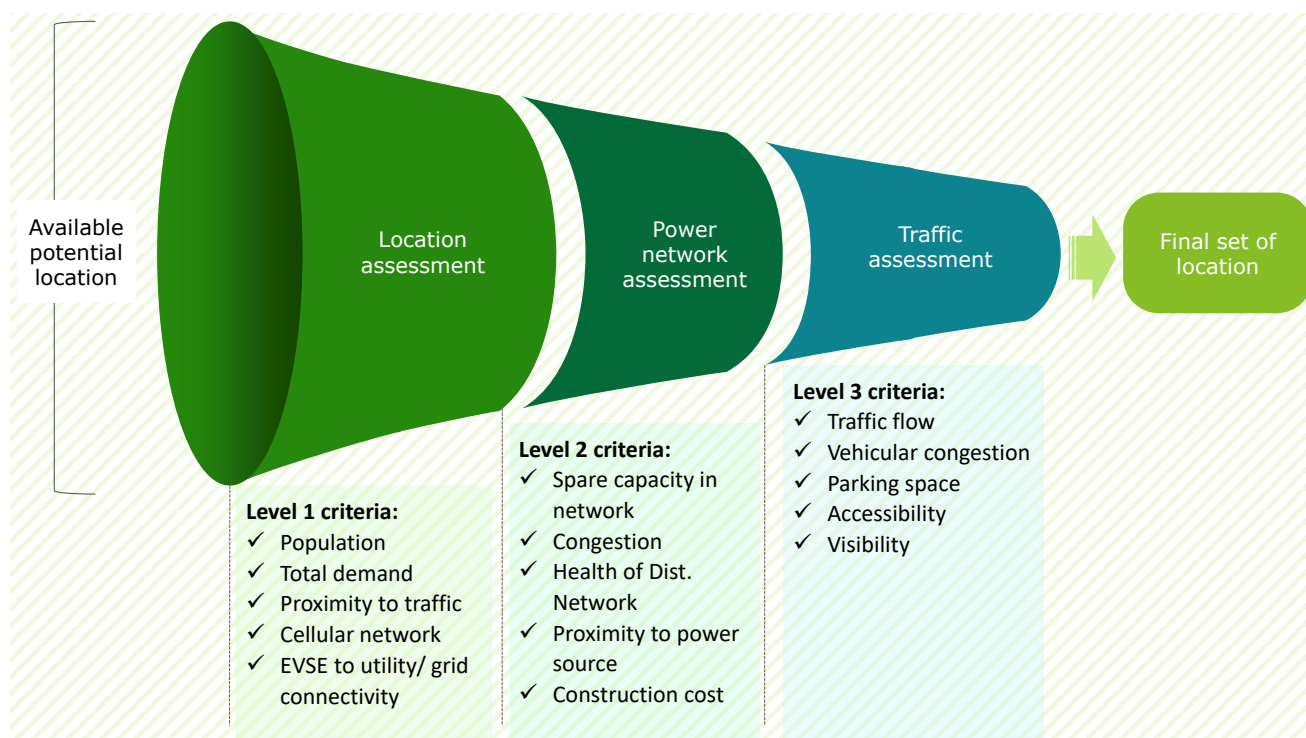 Available
potential
location
Location
assessment
Power
network
assessment
Traffic
assessment
Final set of
location
Level 1 criteria:
✓ Population
✓ Total demand
✓ Proximity to traffic
✓ Cellular network
✓ EVSE to utility/ grid
connectivity
Level 2 criteria:
✓ Spare capacity in
network
✓ Congestion
✓ Health of Dist.
Network
✓ Proximity to power
source
✓ Construction cost
Level 3 criteria:
✓ Traffic flow
✓ Vehicular congestion
✓ Parking space
✓ Accessibility
✓ Visibility